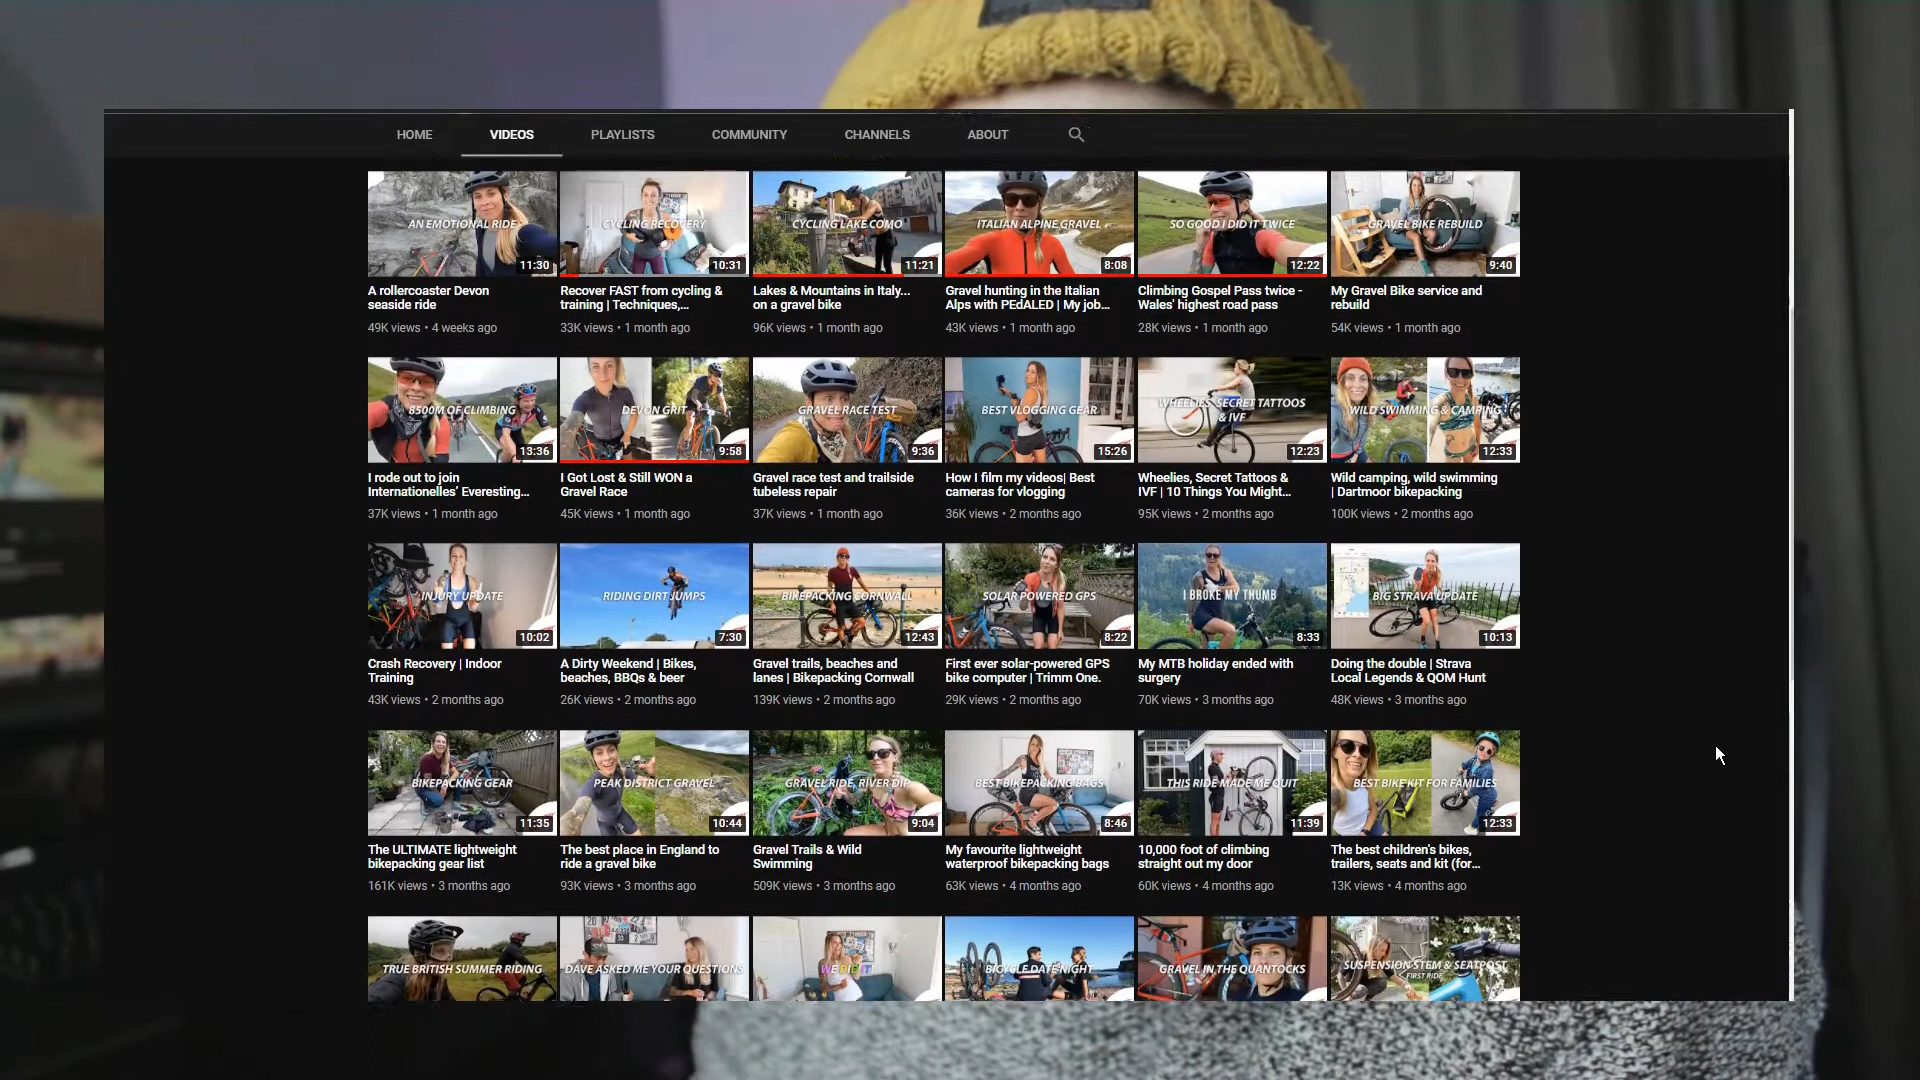 HOME
VIDEOS
PLAYLISTS
COMMUNITY
CHANNELS
ABOUT
AN EMOTIONAL RIDE
11:30
CYCLING RECOVERY
10:31
CYCLING LAKE COMO
11:21
ITALIAN ALPINE GRAVEL
8:08
SO GOOD I DID IT TWICE
12:22
GRAVEL BIKE REBUILD
9:40
A rollercoaster Devon
seaside ride
49K views • 4 weeks ago
Recover FAST from cycling &
training | Techniques,...
33K views • 1 month ago
Lakes & Mountains in Italy...
on a gravel bike
96K views • 1 month ago
Gravel hunting in the Italian
Alps with PEdALED | My job...
43K views • 1 month ago
Climbing Gospel Pass twice -
Wales' highest road pass
28K views • 1 month ago
My Gravel Bike service and
rebuild
54K views • 1 month ago
8500M OF CLIMBING
13:36
DEVON GRIT
9:58
GRAVEL RACE TEST
9:36
BEST VLOGGING GEAR
15:26
WHEELIES, SECRET TATTOOS
& IVF
12:23
WILD SWIMMING & CAMPING
12:33
I rode out to join
Internationelles’ Everesting...
37K views • 1 month ago
I Got Lost & Still WON a
Gravel Race
45K views • 1 month ago
Gravel race test and trailside
tubeless repair
37K views • 1 month ago
How I film my videos| Best
cameras for vlogging
36K views • 2 months ago
Wheelies, Secret Tattoos &
IVF | 10 Things You Might...
95K views • 2 months ago
Wild camping, wild swimming
| Dartmoor bikepacking
100K views • 2 months ago
INJURY UPDATE
10:02
RIDING DIRT JUMPS
7:30
BIKEPACKING CORNWALL
12:43
SOLAR POWERED GPS
8:22
I BROKE MY THUMB
8:33
BIG STRAVA UPDATE
10:13
Crash Recovery | Indoor
Training
43K views • 2 months ago
A Dirty Weekend | Bikes,
beaches, BBQs & beer
26K views • 2 months ago
Gravel trails, beaches and
lanes | Bikepacking Cornwall
139K views • 2 months ago
First ever solar-powered GPS
bike computer | Trimm One.
29K views • 2 months ago
My MTB holiday ended with
surgery
70K views • 3 months ago
Doing the double | Strava
Local Legends & QOM Hunt
48K views • 3 months ago
BIKEPACKING GEAR
11:35
PEAK DISTRICT GRAVEL
10:44
GRAVEL RIDE, RIVER DIP
9:04
BEST BIKEPACKING BAGS
8:46
THIS RIDE MADE ME QUIT
11:39
BEST BIKE KIT FOR FAMILIES
12:33
The ULTIMATE lightweight
bikepacking gear list
161K views • 3 months ago
The best place in England to
ride a gravel bike
93K views • 3 months ago
Gravel Trails & Wild
Swimming
509K views • 3 months ago
My favourite lightweight
waterproof bikepacking bags
63K views • 4 months ago
10,000 foot of climbing
straight out my door
60K views • 4 months ago
The best children's bikes,
trailers, seats and kit (for...
13K views • 4 months ago
TRUE BRITISH SUMMER RIDING
DAVE ASKED ME YOUR QUESTIONS
WE DID IT!
BICYCLE DATE NIGHT
GRAVEL IN THE QUANTOCKS
SUSPENSION STEM & SEATPOST
FIRST RIDE